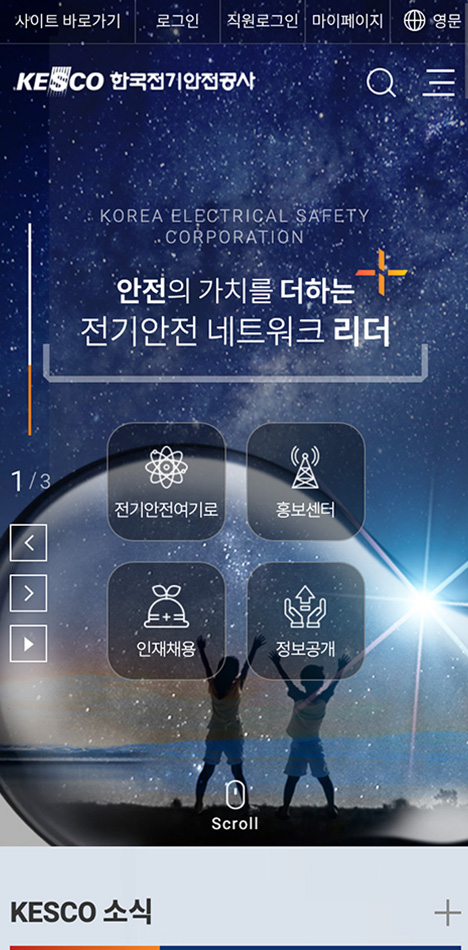 사이트 바로가기 로그인 직원로그인 마이페이지 영문
KESCO 한국전기안전공사
KOREA ELECTRICAL SAFETY
CORPORATION
안전의 가치를 더하는
전기안전 네트워크 리더
1 / 3
전기안전여기로 홍보센터
인재채용 정보공개
Scroll
KESCO 소식